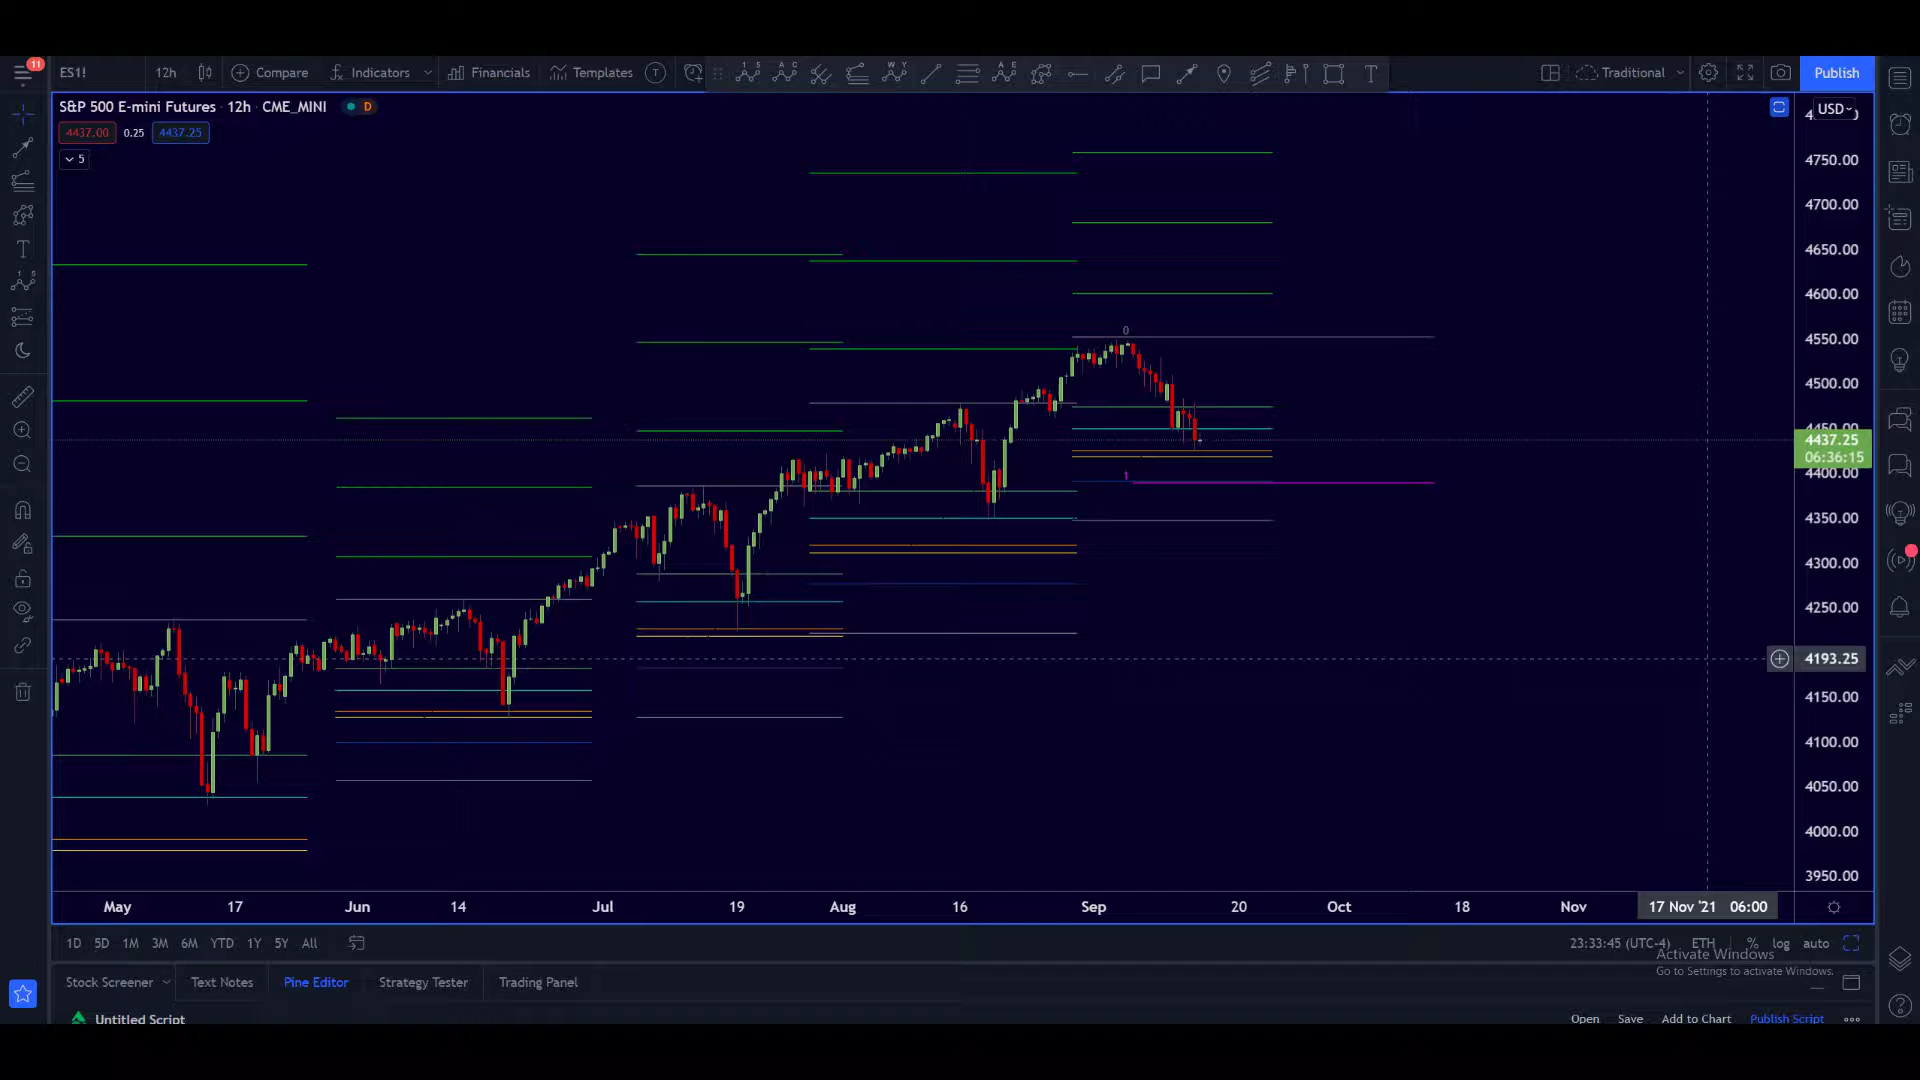 11
ES1! 12h Compare Indicators Financials Templates Traditional Publish
S&P 500 E-mini Futures · 12h · CME_MINI D
4437.00 0.25 4437.25
5
USD
4750.00
4700.00
4650.00
4600.00
4550.00
4500.00
4450.00
4437.25
06:36:15
4400.00
4350.00
4300.00
4250.00
4193.25
4150.00
4100.00
4050.00
4000.00
3950.00
0
1
May 17 Jun 14 Jul 19 Aug 16 Sep 20 Oct 18 Nov 17 Nov '21 06:00
1D 5D 1M 3M 6M YTD 1Y 5Y All 23:33:45 (UTC-4) ETH % log auto
Activate Windows
Go to Settings to activate Windows.
Stock Screener Text Notes Pine Editor Strategy Tester Trading Panel
Untitled Script Open Save Add to Chart Publish Script